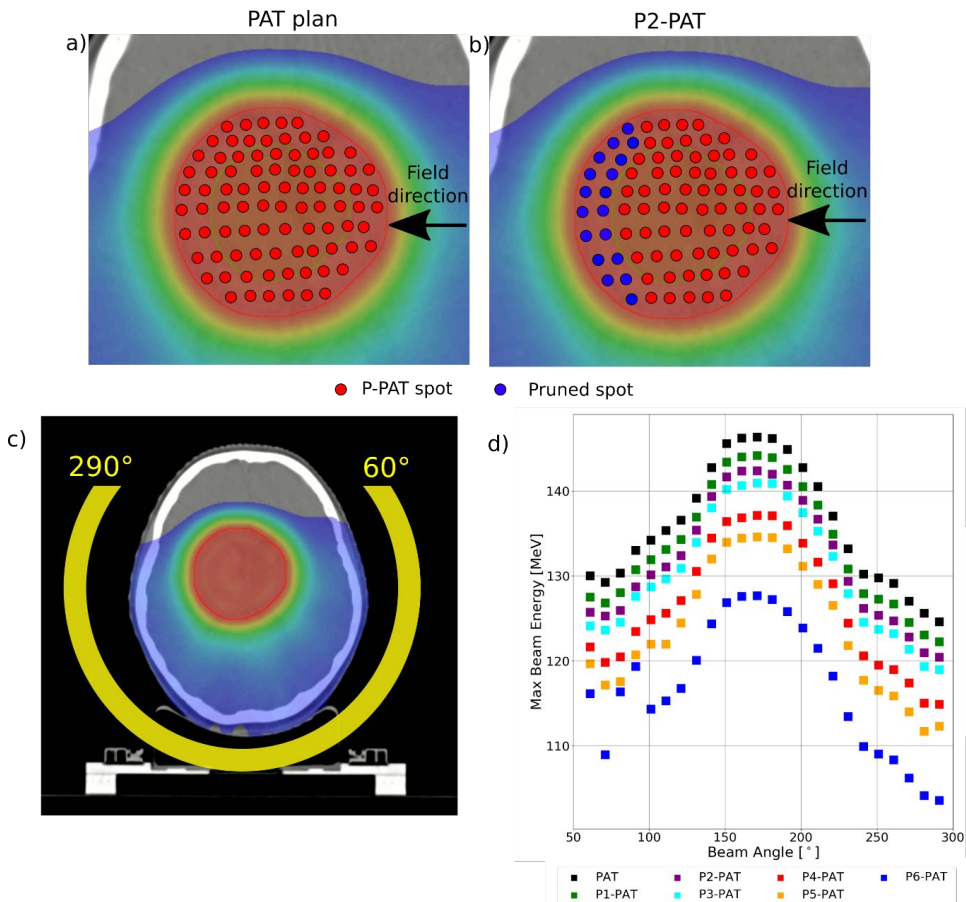 PAT plan
P2-PAT
a)
b)
Field
direction
Field
direction
P-PAT spot
Pruned spot
c)
290°
60°
d)
Max Beam Energy [MeV]
140
130
120
110
50
100
150
200
250
300
Beam Angle [°]
PAT
P2-PAT
P4-PAT
P6-PAT
P1-PAT
P3-PAT
P5-PAT